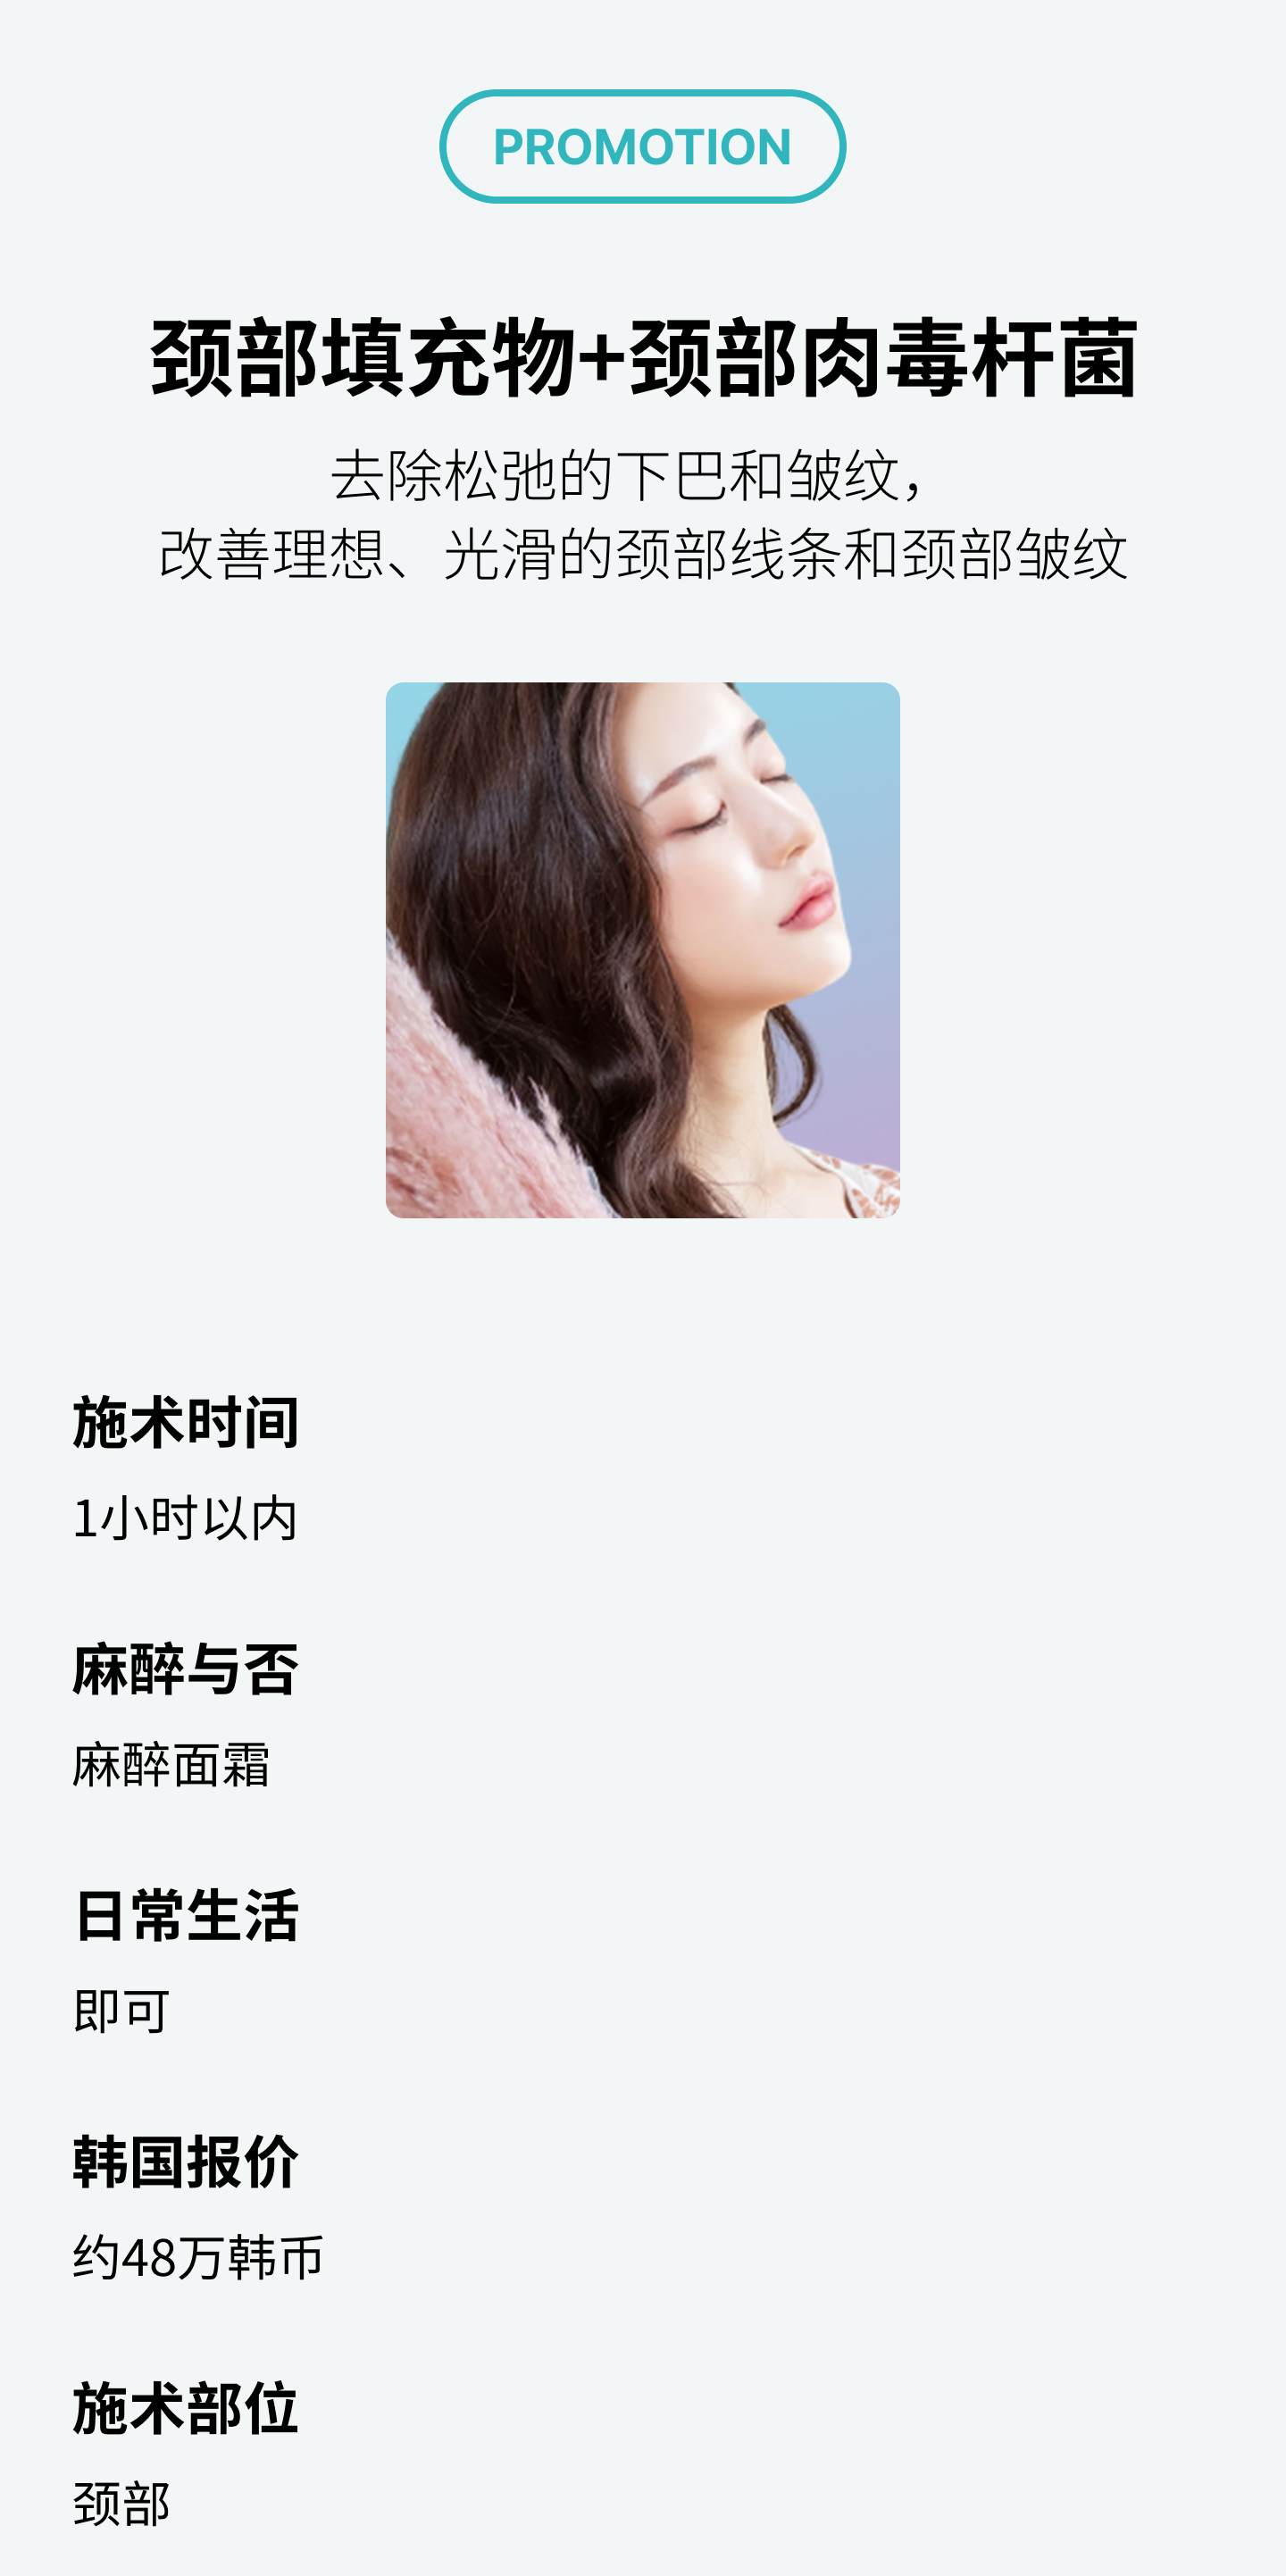 PROMOTION
颈部填充物+颈部肉毒杆菌
去除松弛的下巴和皱纹，
改善理想、光滑的颈部线条和颈部皱纹
施术时间
1小时以内
麻醉与否
麻醉面霜
日常生活
即可
韩国报价
约48万韩币
施术部位
颈部